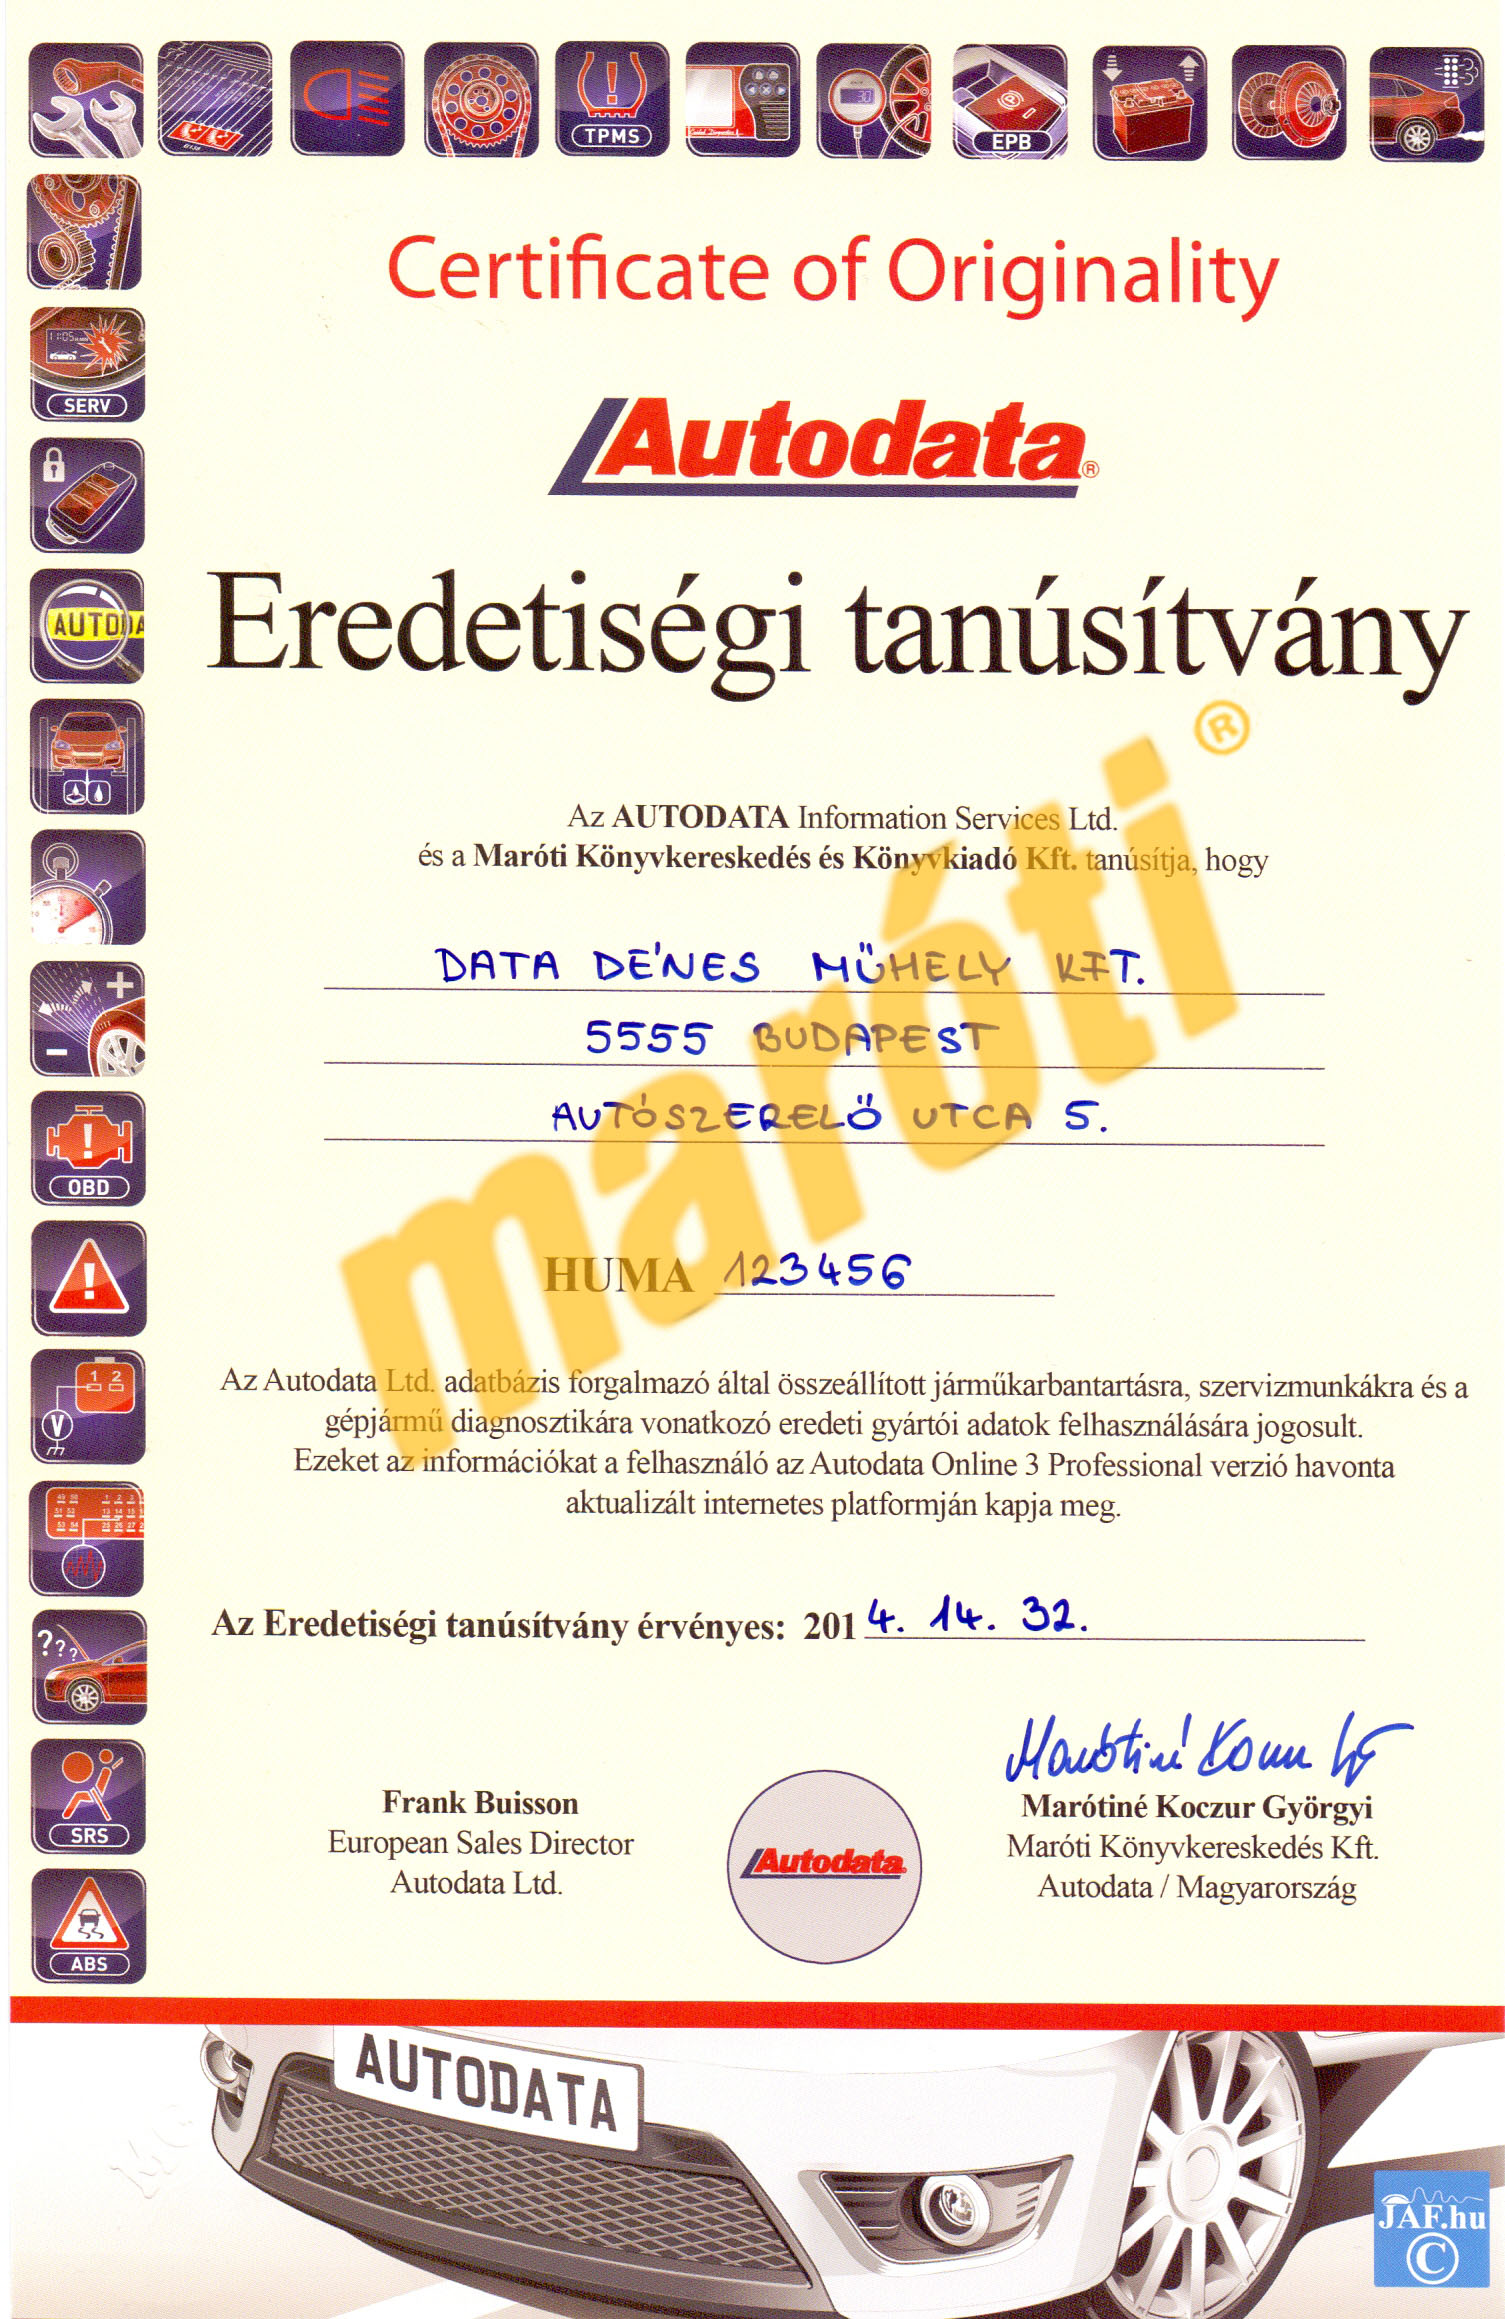 TPMS
EPB
Certificate of Originality
SERV
Autodata®
AUTODA
Eredetiségi tanúsítvány
maróti®
Az AUTODATA Information Services Ltd.
és a Maróti Könyvkereskedés és Könyvkiadó Kft. tanúsítja, hogy
DATA DÉNES MŰHELY KFT.
5555 BUDAPEST
AUTÓSZERELŐ UTCA 5.
OBD
HUMA 123456
1 2
V
Az Autodata Ltd. adatbázis forgalmazó által összeállított járműkarbantartásra, szervizmunkákra és a
gépjármű diagnosztikára vonatkozó eredeti gyártói adatok felhasználására jogosult.
Ezeket az információkat a felhasználó az Autodata Online 3 Professional verzió havonta
aktualizált internetes platformján kapja meg.
Az Eredetiségi tanúsítvány érvényes: 2014. 14. 32.
???
Frank Buisson
European Sales Director
Autodata Ltd.
Autodata
Marótiné Koczur Györgyi
Maróti Könyvkereskedés Kft.
Autodata / Magyarország
SRS
ABS
AUTODATA
JAF.hu
©